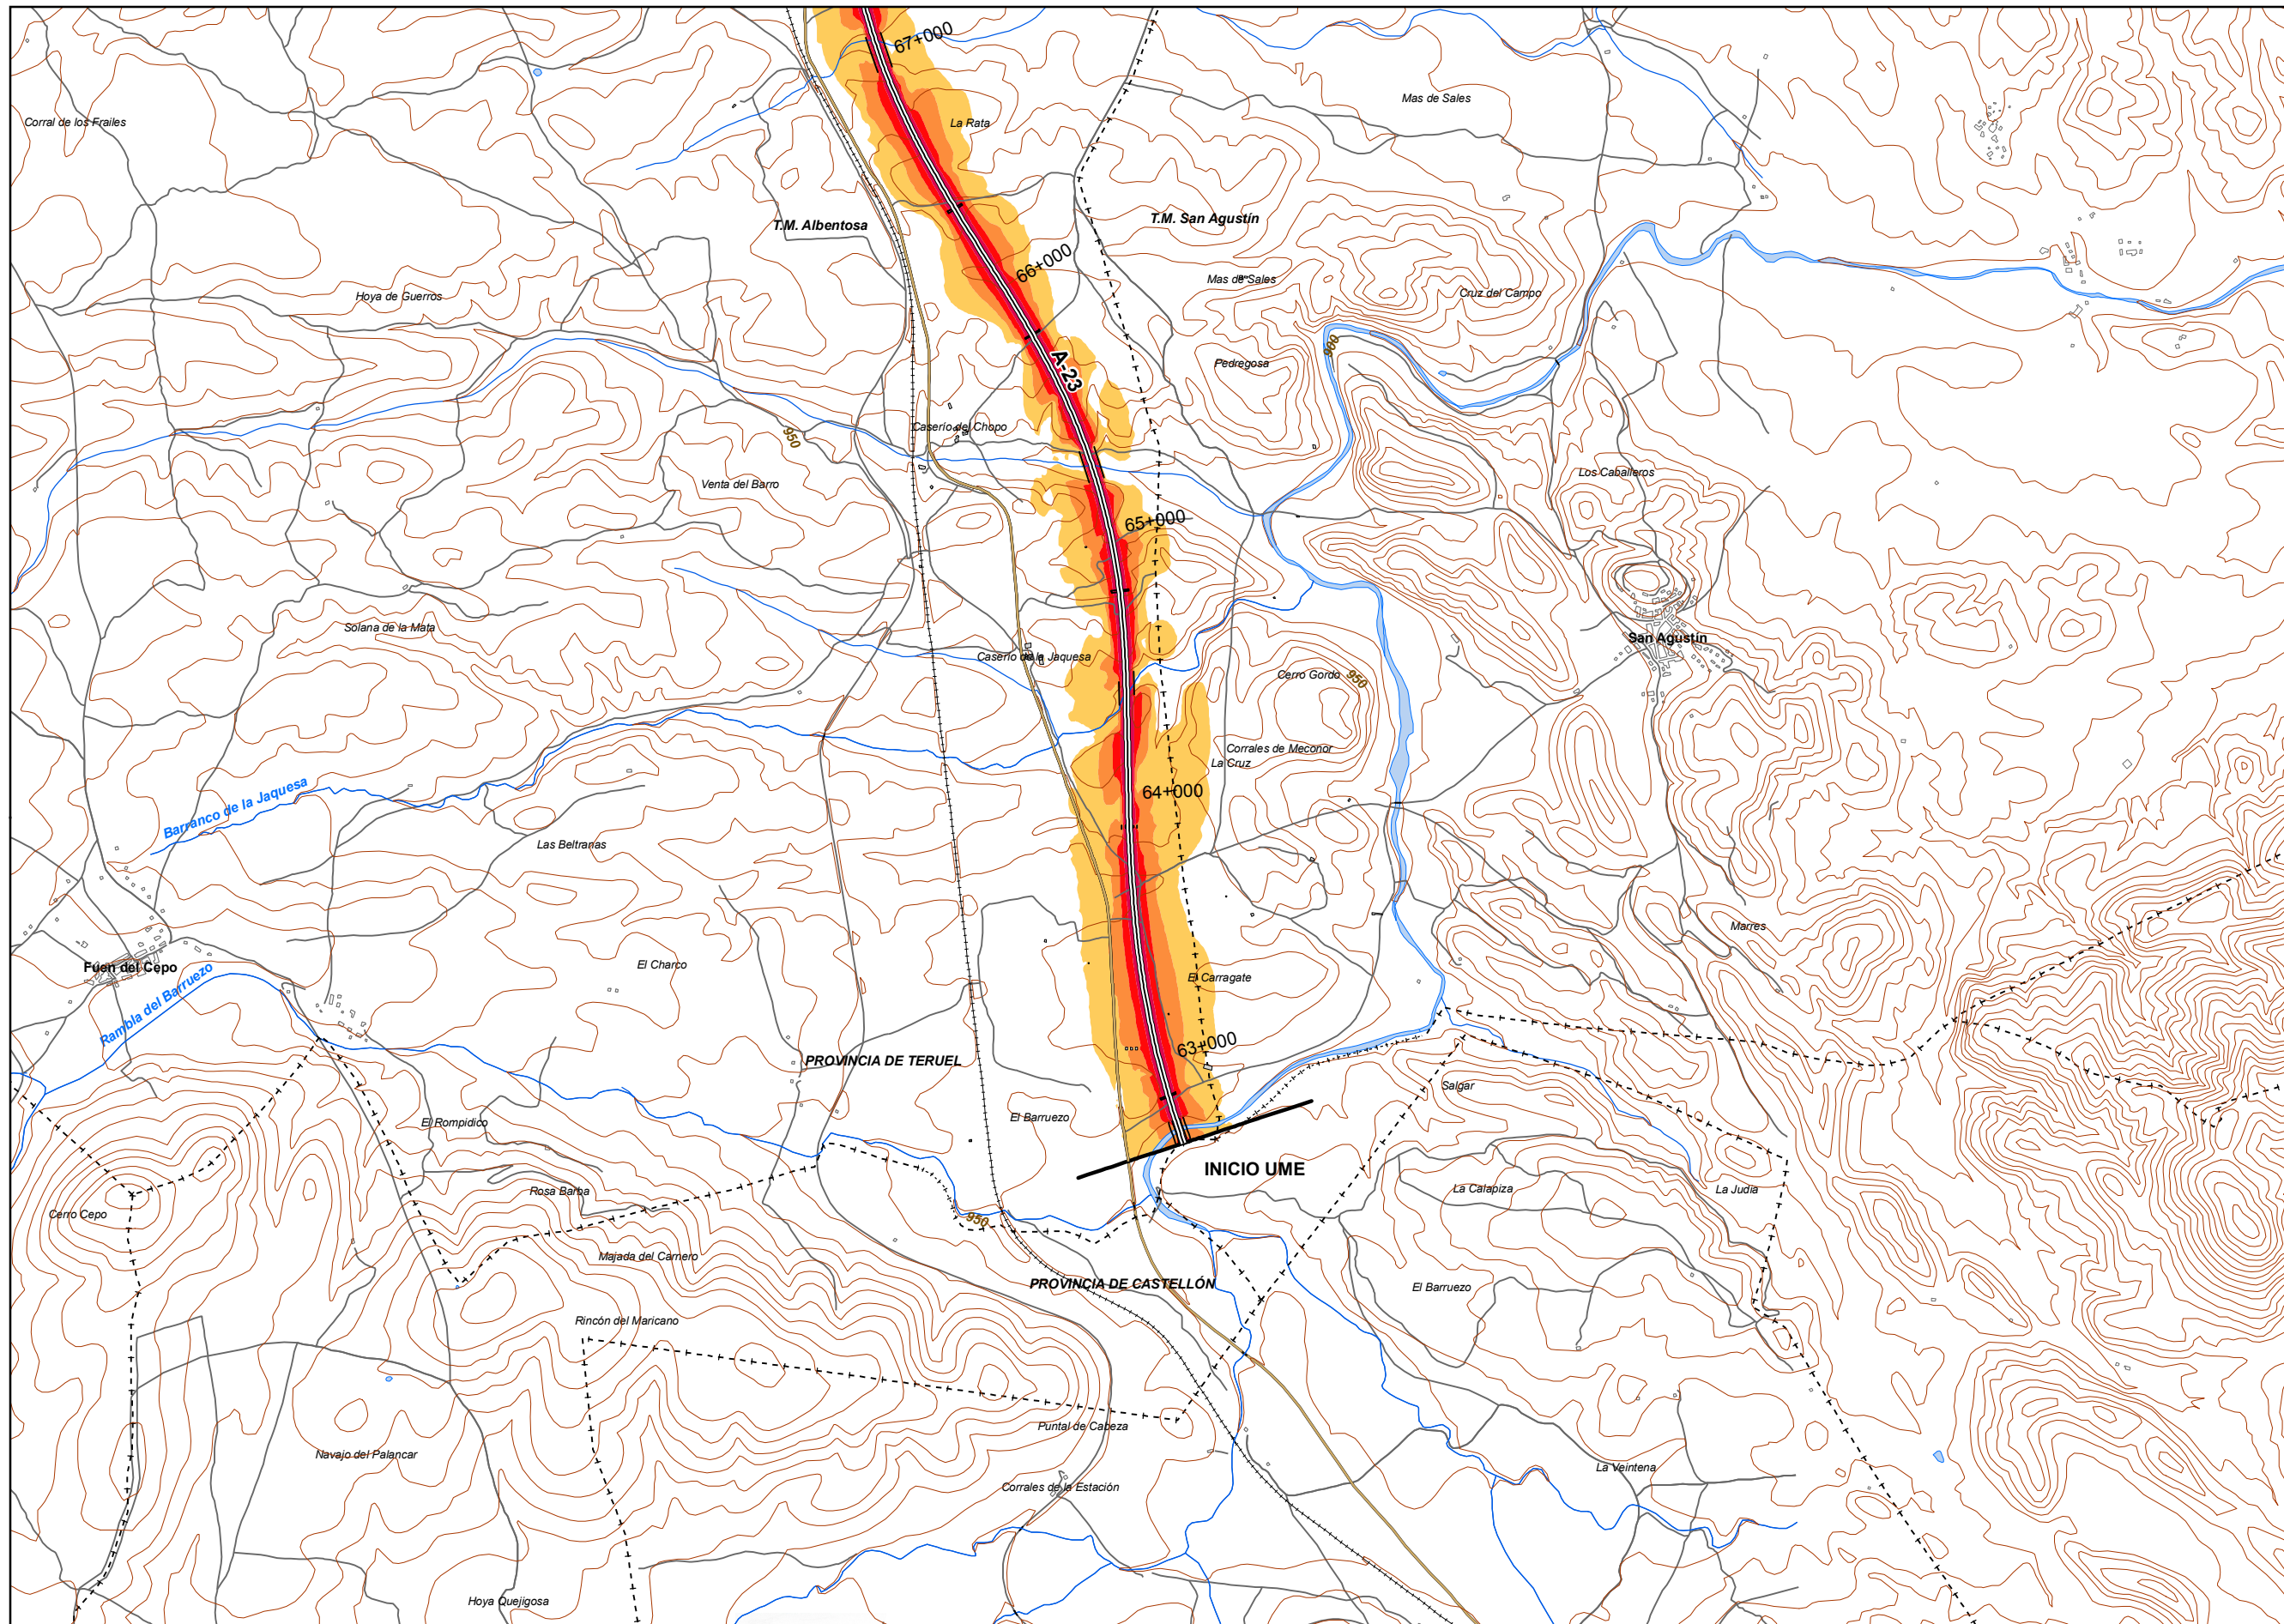 67+000
Corral de los Frailes
La Rata
Mas de Sales
T.M. Albentosa
T.M. San Agustín
66+000
Mas de Sales
Hoya de Guerros
Cruz del Campo
900
A-23
Pedregosa
Caserío del Chopo
950
Los Caballeros
Venta del Barro
65+000
Solana de la Mata
San Agustín
Caserío de la Jaquesa
Cerro Gordo
950
Corrales de Meconor
La Cruz
64+000
Barranco de la Jaquesa
Las Beltranas
Marres
Fuen del Cepo
El Charco
El Carragate
Rambla del Barruezo
63+000
PROVINCIA DE TERUEL
Salgar
El Barruezo
El Rompidico
INICIO UME
Rosa Barba
La Calapiza
La Judia
Cerro Cepo
950
Majada del Carnero
PROVINCIA DE CASTELLÓN
El Barruezo
Rincón del Maricano
Puntal de Cabeza
Navajo del Palancar
La Veintena
Corrales de la Estación
Hoya Quejigosa